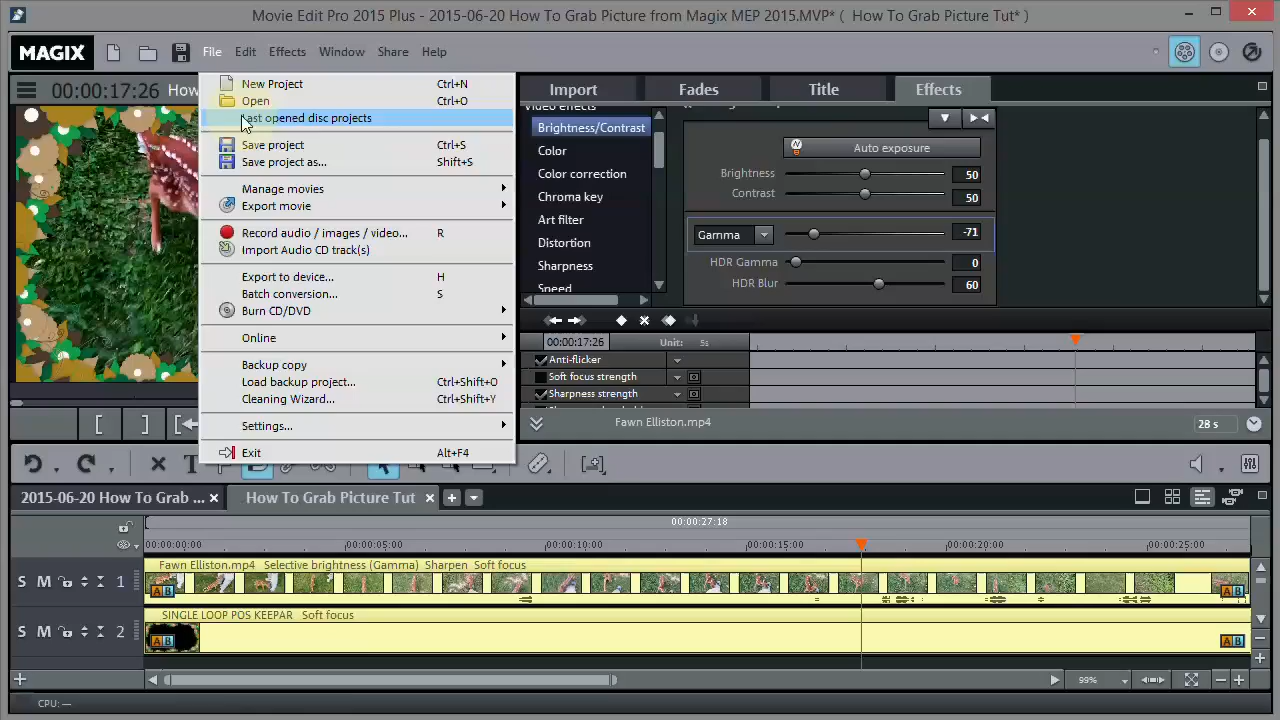 Movie Edit Pro 2015 Plus - 2015-06-20 How To Grab Picture from Magix MEP 2015.MVP* ( How To Grab Picture Tut* )
MAGIX
File Edit Effects Window Share Help
00:00:17:26 How
New Project Ctrl+N
Open Ctrl+O
Last opened disc projects
Save project Ctrl+S
Save project as... Shift+S
Manage movies
Export movie
Record audio / images / video... R
Import Audio CD track(s)
Export to device... H
Batch conversion... S
Burn CD/DVD
Online
Backup copy
Load backup project... Ctrl+Shift+O
Cleaning Wizard... Ctrl+Shift+Y
Settings...
Exit Alt+F4
Import Fades Title Effects
Video effects
Brightness/Contrast
Color
Color correction
Chroma key
Art filter
Distortion
Sharpness
Speed
Auto exposure
Brightness 50
Contrast 50
Gamma -71
HDR Gamma 0
HDR Blur 60
00:00:17:26 Unit: 5s
Anti-flicker
Soft focus strength
Sharpness strength
Fawn Elliston.mp4 28 s
2015-06-20 How To Grab ... How To Grab Picture Tut
00:00:27:18
00:00:00:00 00:00:05:00 00:00:10:00 00:00:15:00 00:00:20:00 00:00:25:00
Fawn Elliston.mp4 Selective brightness (Gamma) Sharpen Soft focus
S M 1
AB AB
SINGLE LOOP POS KEEPAR Soft focus
S M 2
AB AB
99%
CPU: —